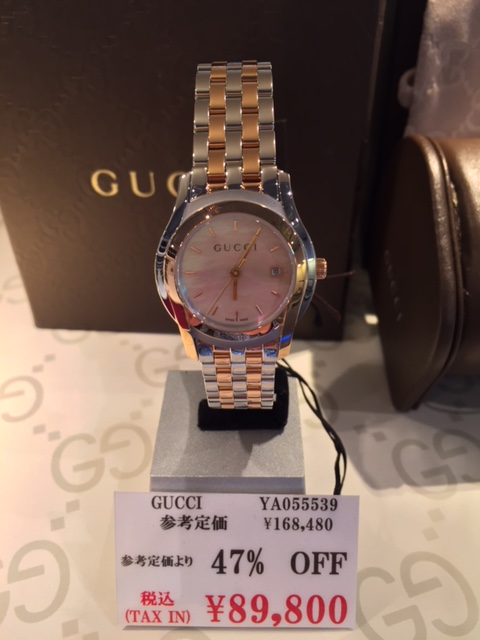 GUCCI
GUCCI YA055539
参考定価 ¥168,480
参考定価より 47% OFF
税込
(TAX IN) ¥89,800